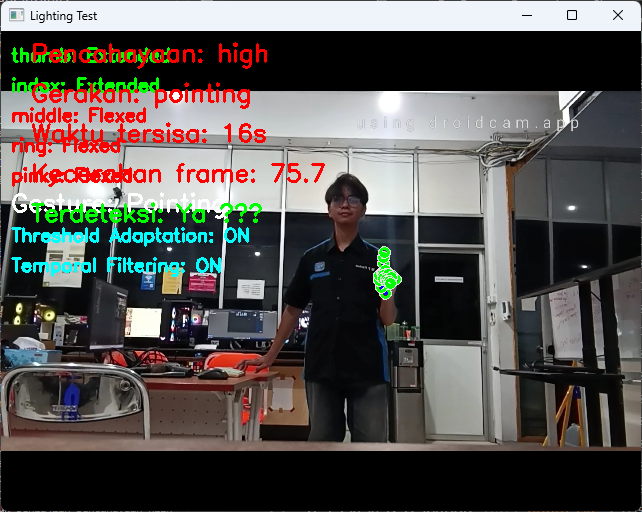 Lighting Test
thumb: Extended
Pencahayaan: high
index: Extended
Gerakan: pointing
middle: Flexed
using droidcam.app
Waktu tersisa: 16s
ring: Flexed
Kecerahan frame: 75.7
pinky: Flexed
Gesture: Pointing
Terdeteksi: Ya ???
Threshold Adaptation: ON
Temporal Filtering: ON